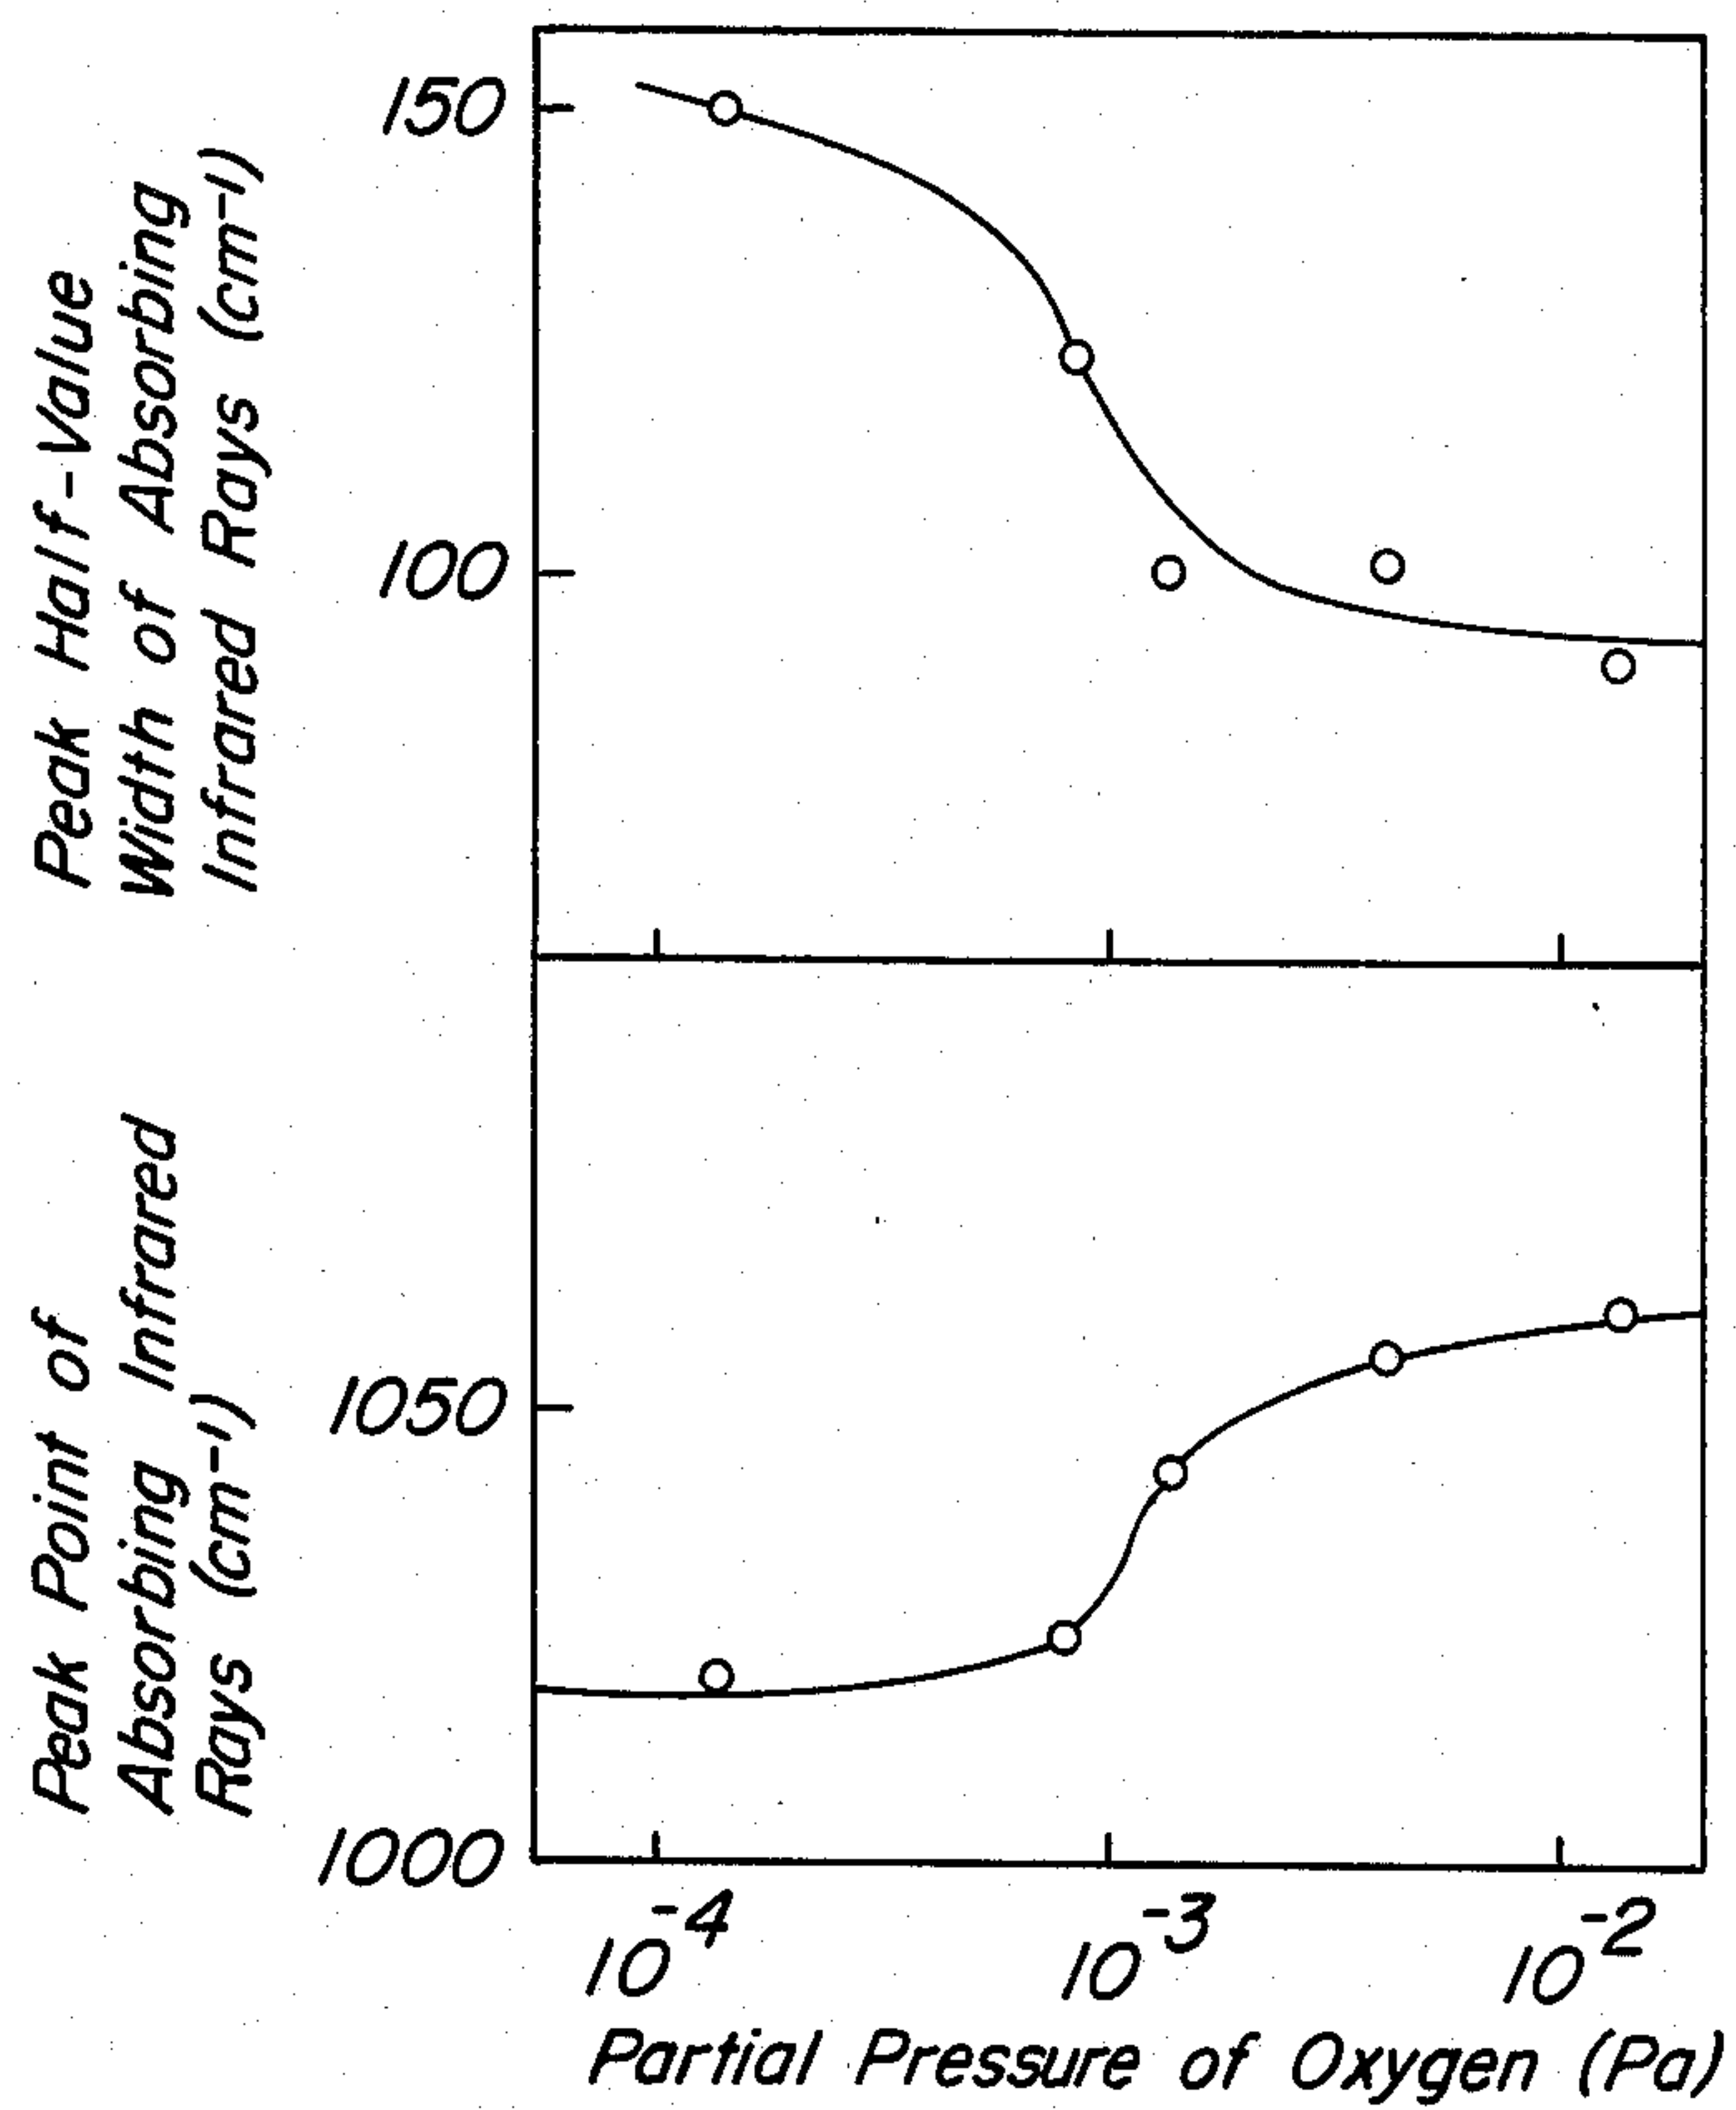 Peak Half-Value
Width of Absorbing
Infrared Rays (cm⁻¹)
150
100
Peak Point of
Absorbing Infrared
Rays (cm⁻¹)
1050
1000
10⁻⁴ 10⁻³ 10⁻²
Partial Pressure of Oxygen (Pa)